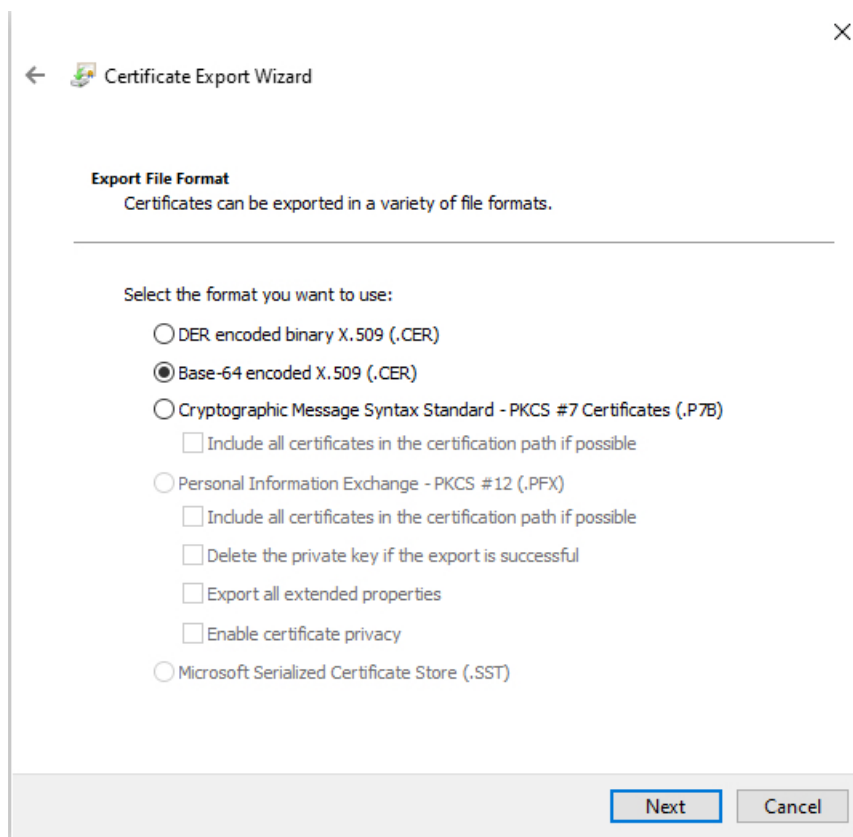 Certificate Export Wizard
Export File Format
Certificates can be exported in a variety of file formats.
Select the format you want to use:
DER encoded binary X.509 (.CER)
Base-64 encoded X.509 (.CER)
Cryptographic Message Syntax Standard - PKCS #7 Certificates (.P7B)
Include all certificates in the certification path if possible
Personal Information Exchange - PKCS #12 (.PFX)
Include all certificates in the certification path if possible
Delete the private key if the export is successful
Export all extended properties
Enable certificate privacy
Microsoft Serialized Certificate Store (.SST)
Next Cancel